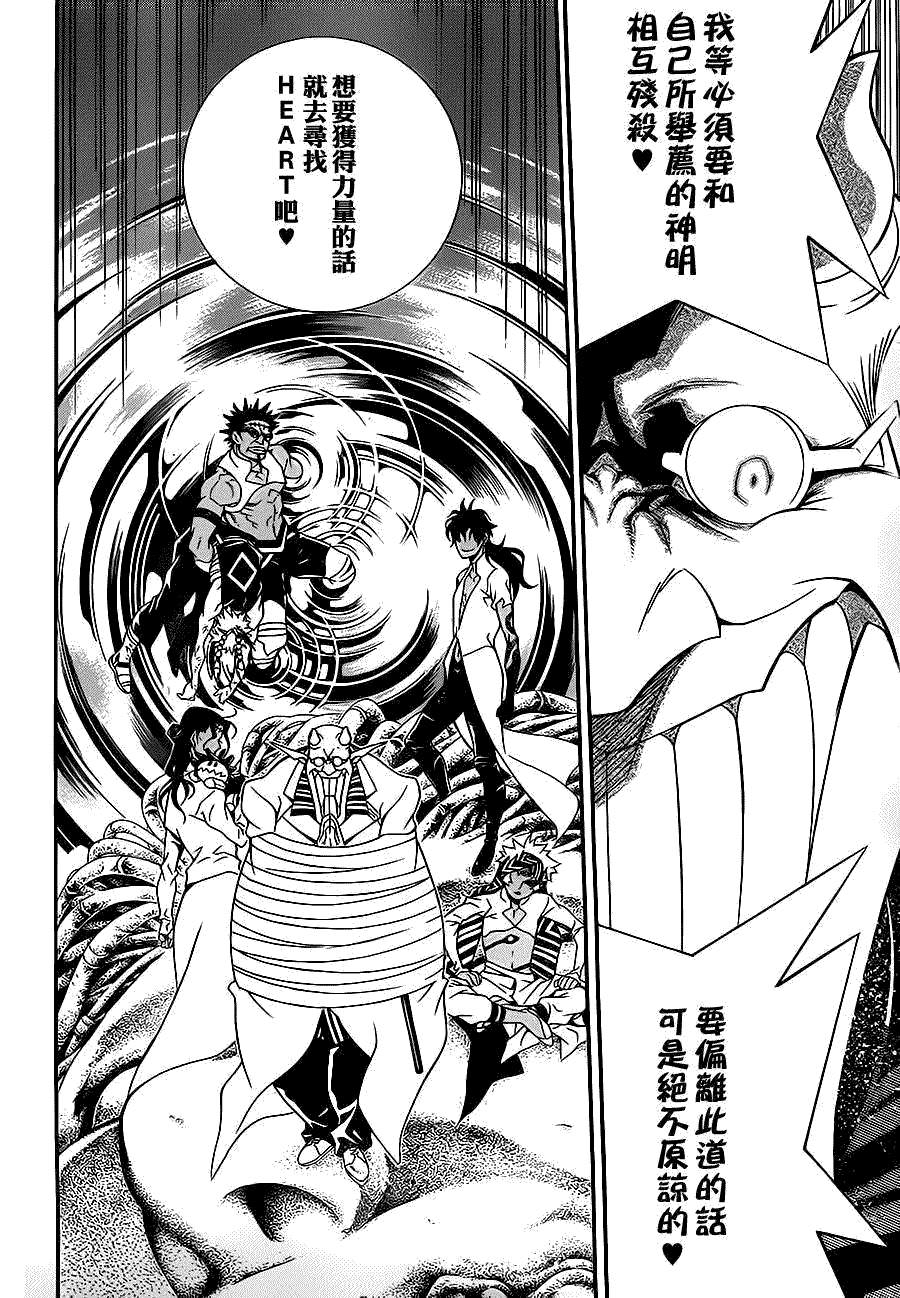 我等必須要和
自己所舉薦的神明
相互殘殺♥
要偏離此道的話
可是絕不原諒的♥
想要獲得力量的話
就去尋找
HEART吧♥